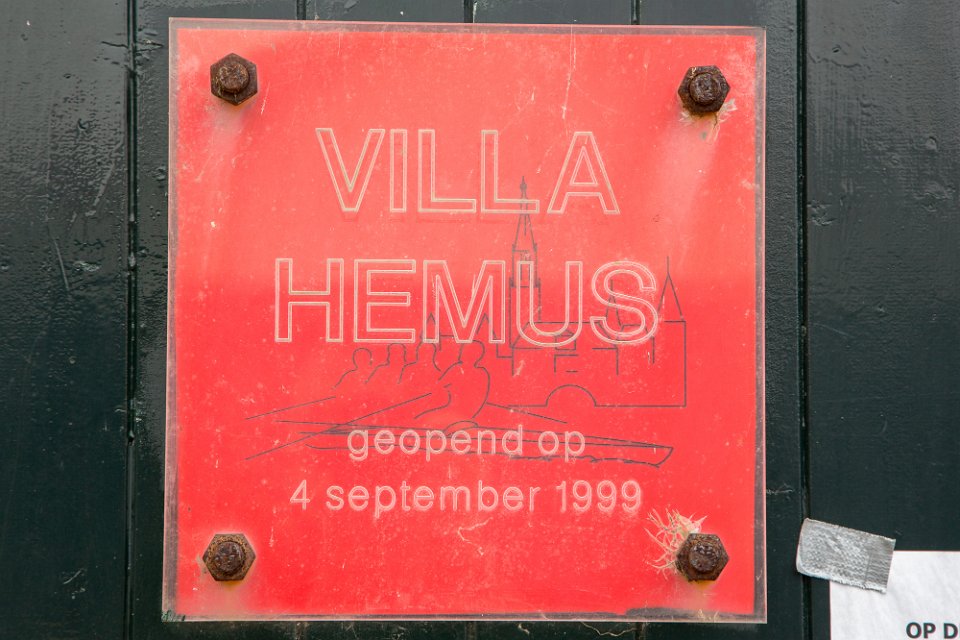 VILLA
HEMUS
geopend op
4 september 1999
OP D